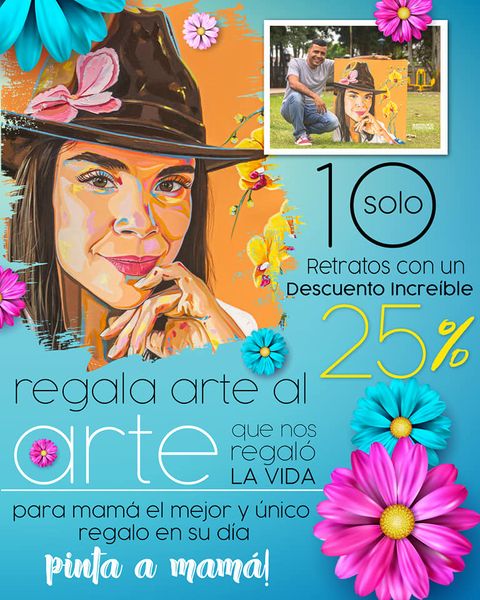 10
solo
Retratos con un
Descuento Increíble
25%
regala arte al
arte
que nos
regaló
LA VIDA
para mamá el mejor y único
regalo en su día
pinta a mamá!